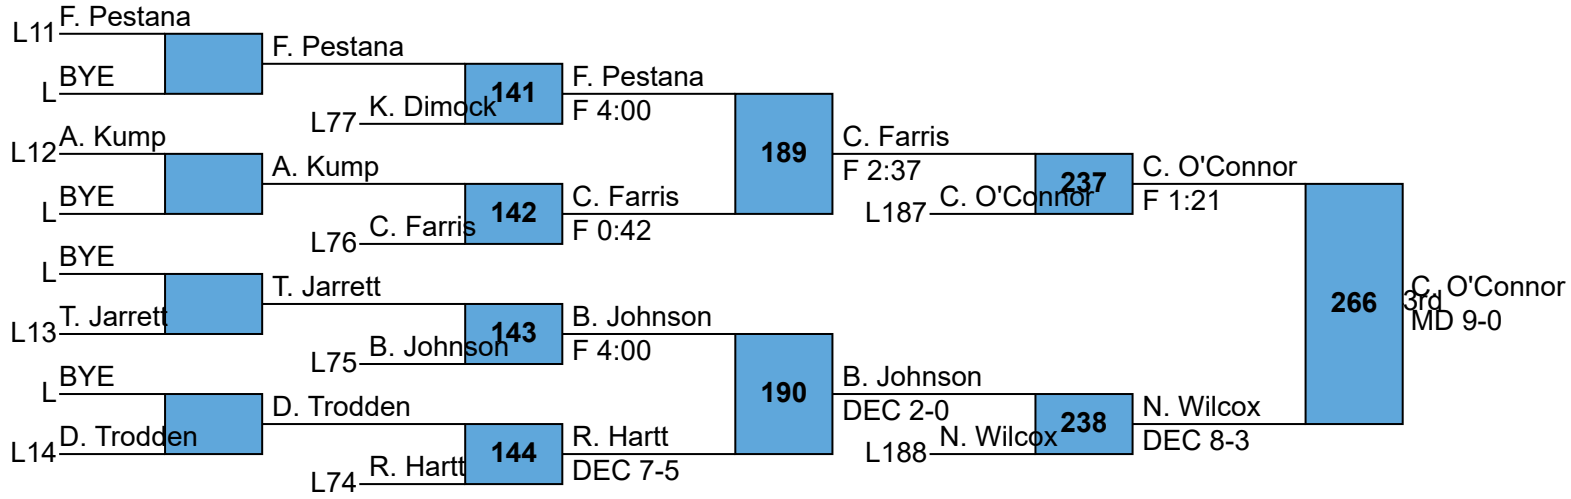 F. Pestana
L11
BYE
L
F. Pestana
K. Dimock
L77
141
F. Pestana
F 4:00
A. Kump
L12
BYE
L
A. Kump
C. Farris
L76
142
C. Farris
F 0:42
189
C. Farris
F 2:37
C. O'Connor
L187
237
C. O'Connor
F 1:21
BYE
L
T. Jarrett
L13
T. Jarrett
B. Johnson
L75
143
B. Johnson
F 4:00
BYE
L
D. Trodden
L14
D. Trodden
R. Hartt
L74
144
R. Hartt
DEC 7-5
190
B. Johnson
DEC 2-0
N. Wilcox
L188
238
N. Wilcox
DEC 8-3
266
3rd
C. O'Connor
MD 9-0